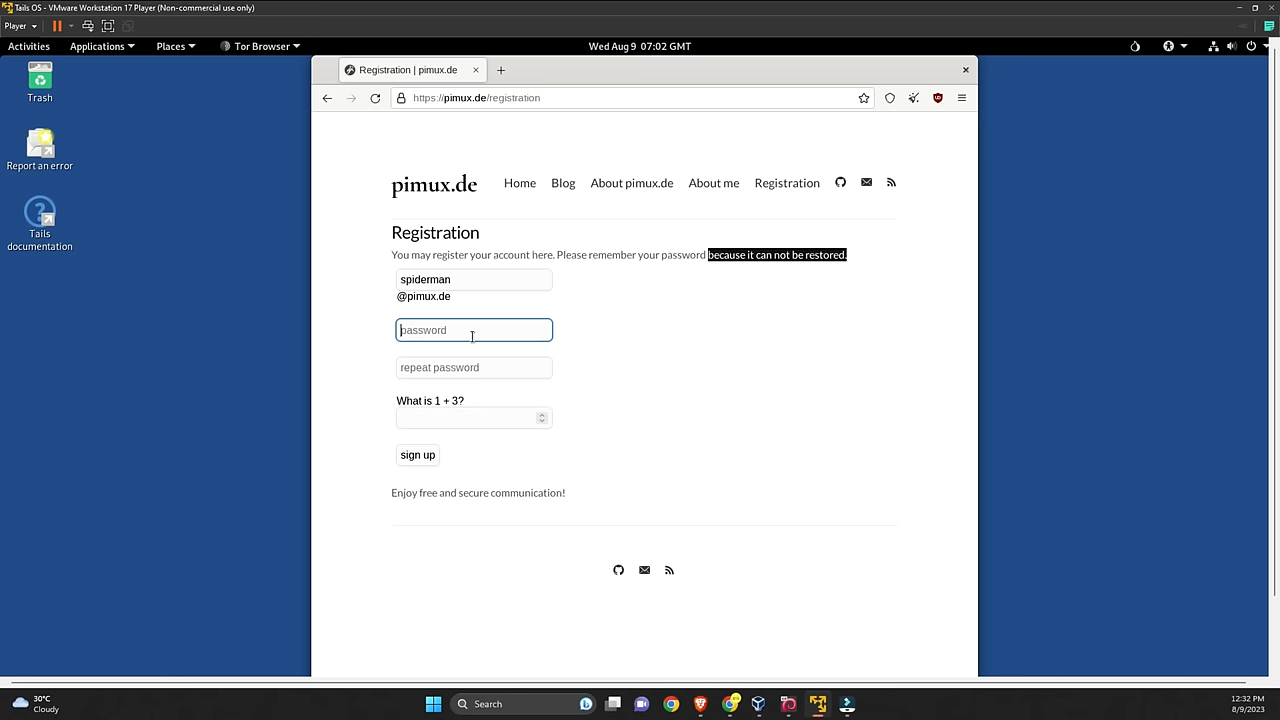 Tails OS - VMware Workstation 17 Player (Non-commercial use only)
Player
Activities Applications Places Tor Browser Wed Aug 9 07:02 GMT
Trash
Report an error
Tails documentation
Registration | pimux.de
https://pimux.de/registration
pimux.de Home Blog About pimux.de About me Registration
Registration
You may register your account here. Please remember your password because it can not be restored.
spiderman
@pimux.de
password
repeat password
What is 1 + 3?
sign up
Enjoy free and secure communication!
30°C
Cloudy
Search
12:32 PM
8/9/2023